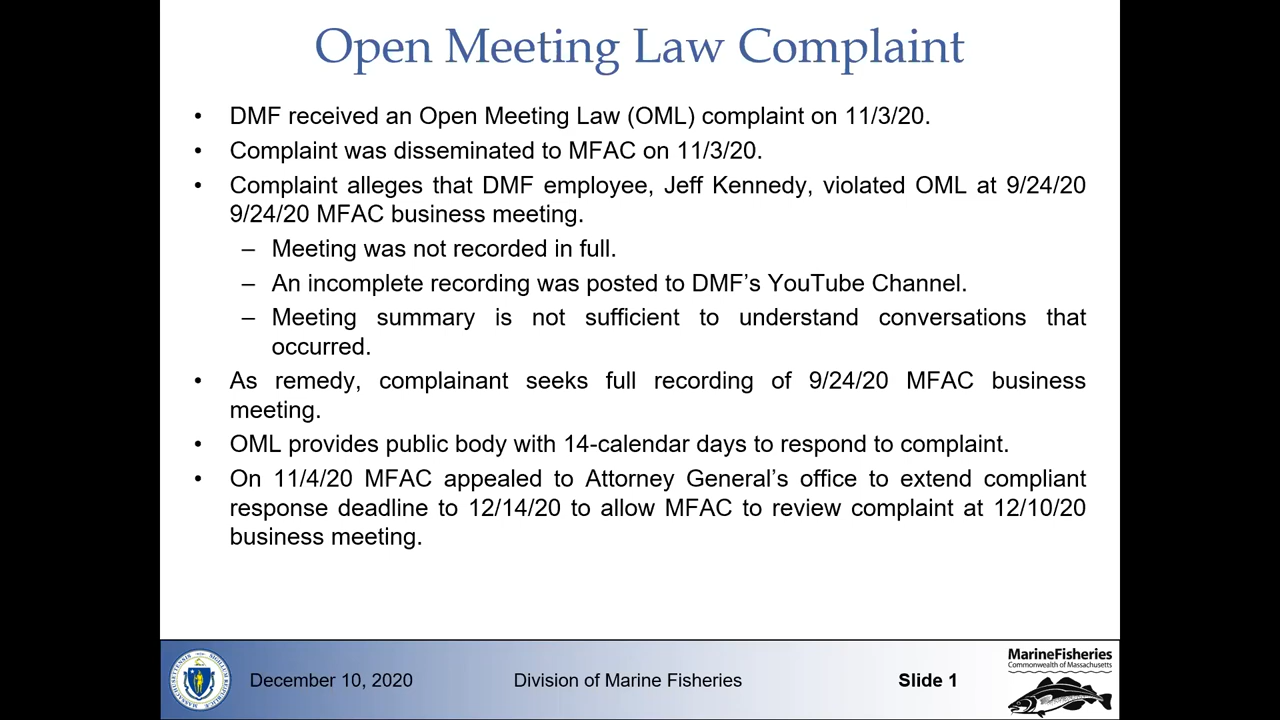 Open Meeting Law Complaint
• DMF received an Open Meeting Law (OML) complaint on 11/3/20.
• Complaint was disseminated to MFAC on 11/3/20.
• Complaint alleges that DMF employee, Jeff Kennedy, violated OML at 9/24/20
9/24/20 MFAC business meeting.
– Meeting was not recorded in full.
– An incomplete recording was posted to DMF’s YouTube Channel.
– Meeting summary is not sufficient to understand conversations that
occurred.
• As remedy, complainant seeks full recording of 9/24/20 MFAC business
meeting.
• OML provides public body with 14-calendar days to respond to complaint.
• On 11/4/20 MFAC appealed to Attorney General’s office to extend compliant
response deadline to 12/14/20 to allow MFAC to review complaint at 12/10/20
business meeting.
December 10, 2020
Division of Marine Fisheries
Slide 1
MarineFisheries
Commonwealth of Massachusetts